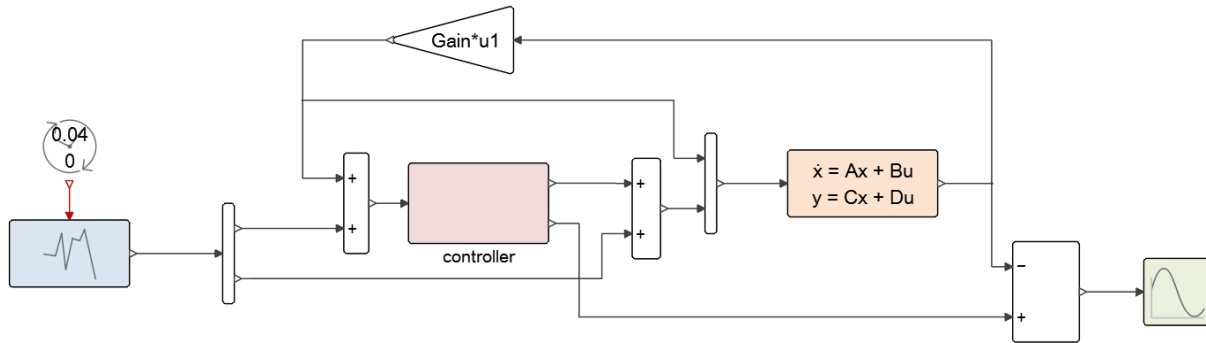 Gain*u1
0.04
0
+
+
+
+
ẋ = Ax + Bu
y = Cx + Du
controller
−
+